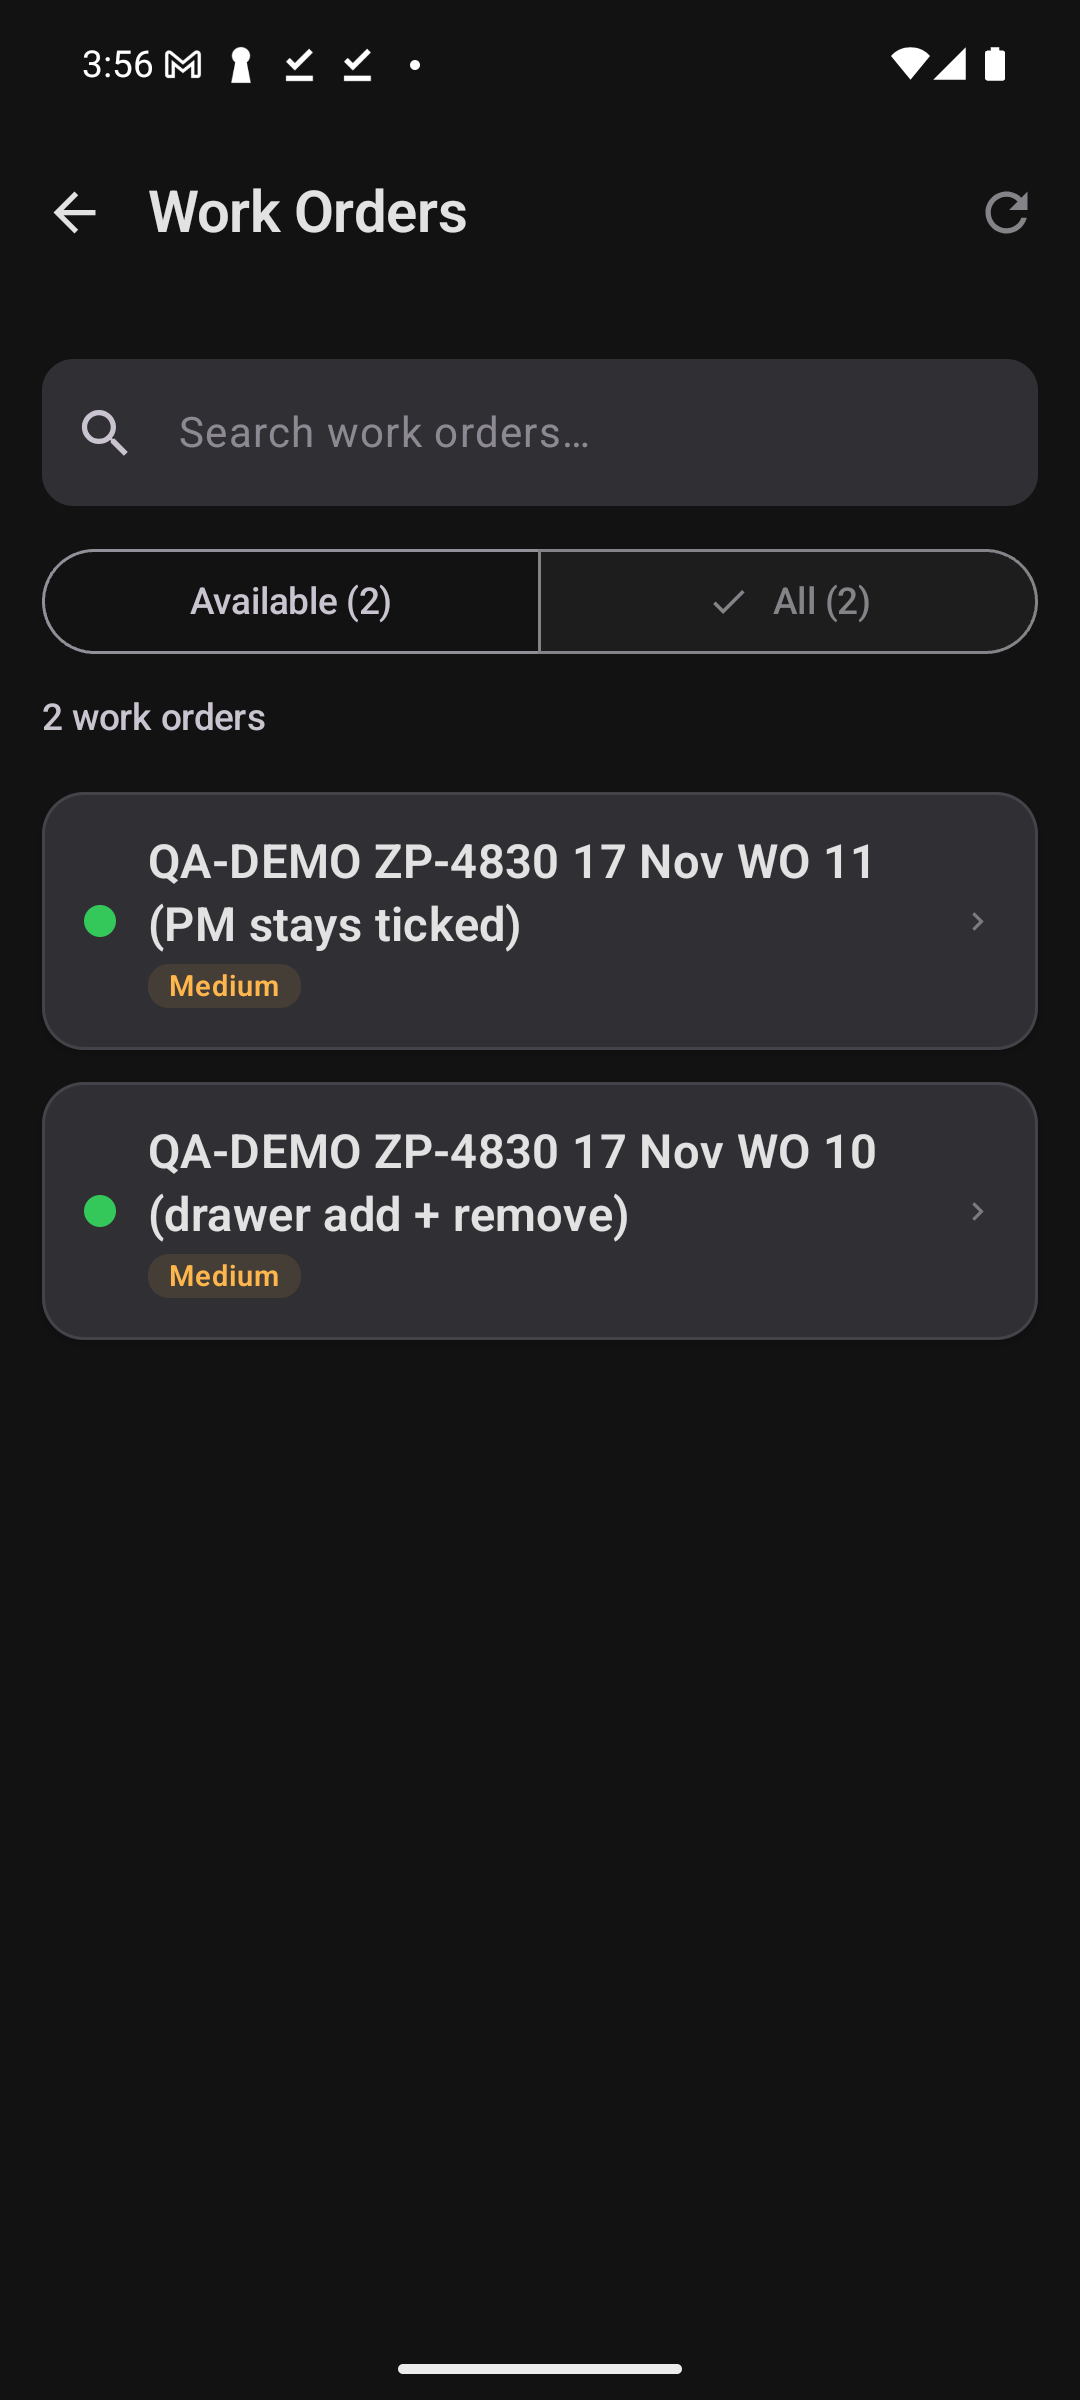 3:56
Work Orders
Search work orders…
Available (2)
All (2)
2 work orders
QA-DEMO ZP-4830 17 Nov WO 11
(PM stays ticked)
Medium
QA-DEMO ZP-4830 17 Nov WO 10
(drawer add + remove)
Medium